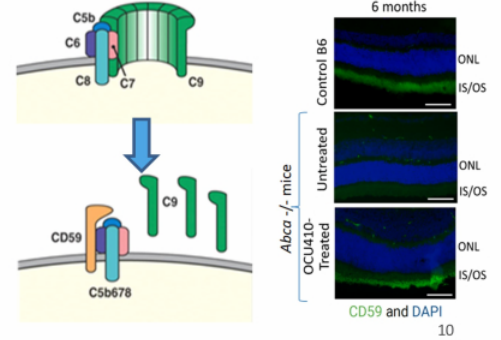 C5b
C6
C8
C7
C9
C9
CD59
C5b678
6 months
Control B6
ONL
IS/OS
Abca -/- mice
Untreated
ONL
IS/OS
OCU410-
Treated
ONL
IS/OS
CD59 and DAPI
10